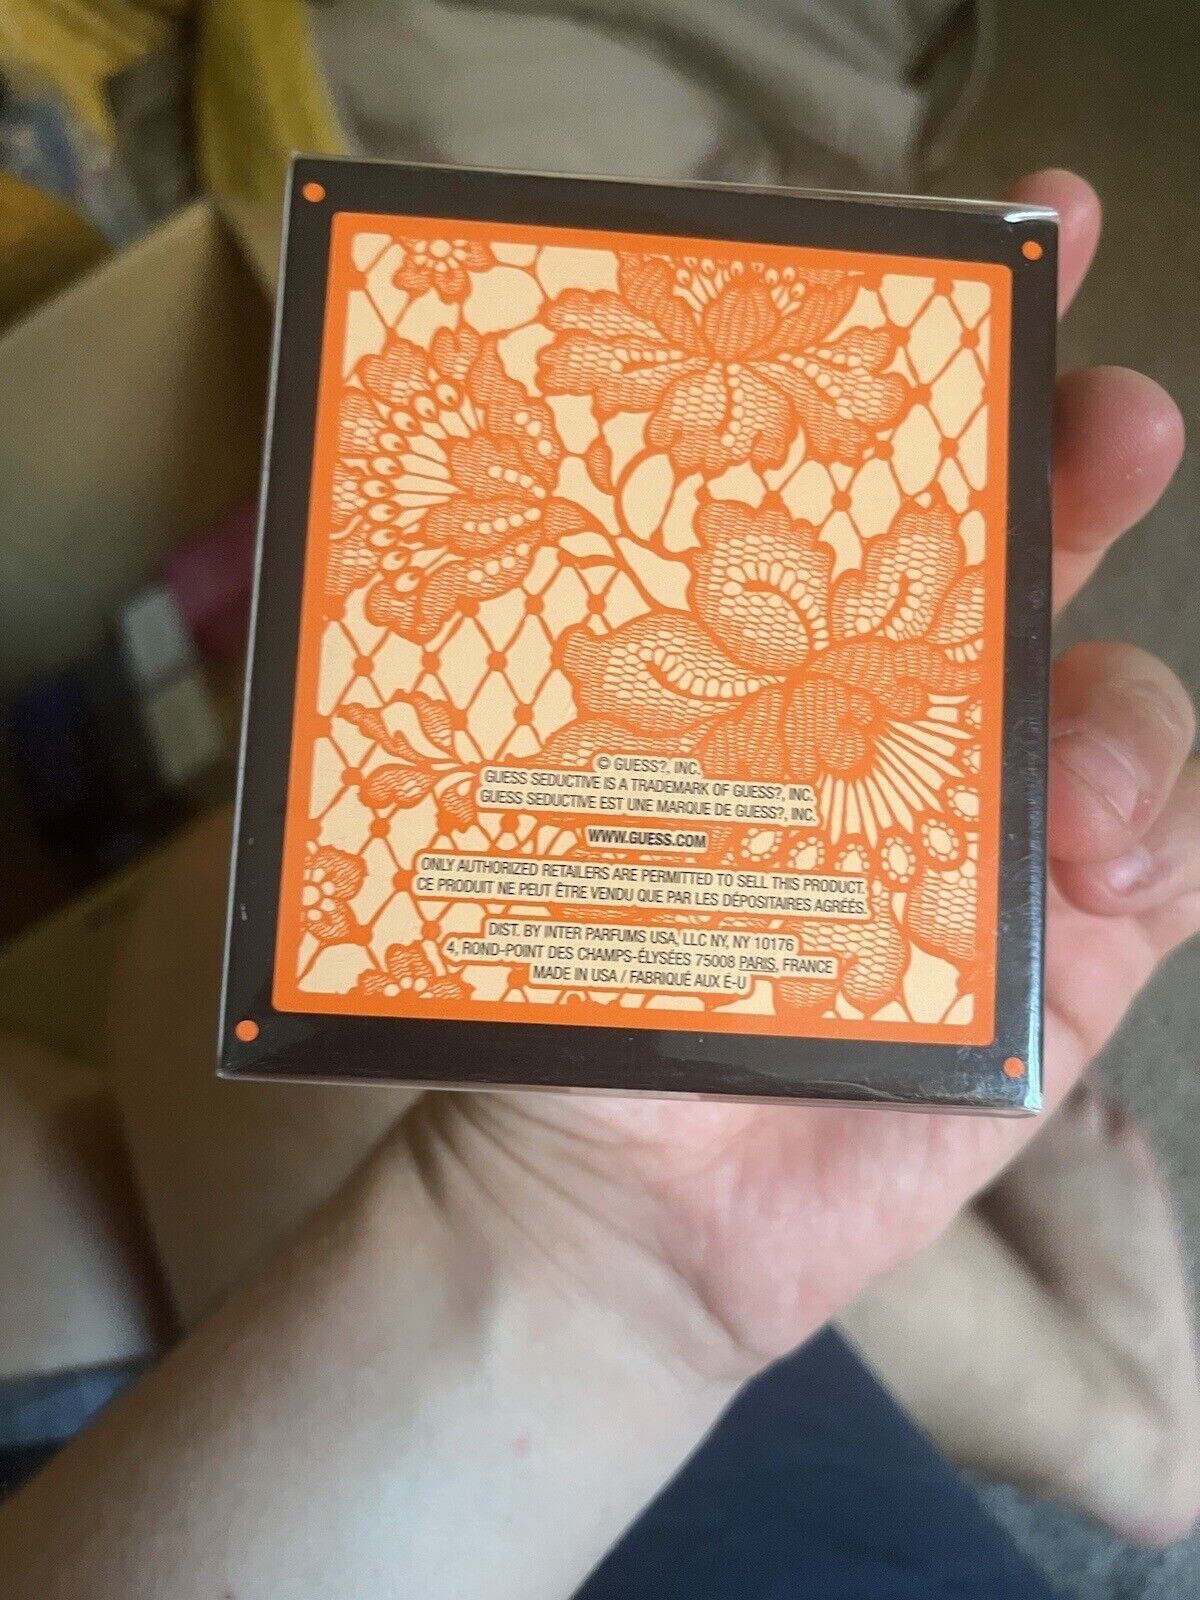 © GUESS?, INC.
GUESS SEDUCTIVE IS A TRADEMARK OF GUESS?, INC.
GUESS SEDUCTIVE EST UNE MARQUE DE GUESS?, INC.
WWW.GUESS.COM
ONLY AUTHORIZED RETAILERS ARE PERMITTED TO SELL THIS PRODUCT.
CE PRODUIT NE PEUT ÊTRE VENDU QUE PAR LES DÉPOSITAIRES AGRÉÉS.
DIST. BY INTER PARFUMS USA, LLC NY, NY 10176
4, ROND-POINT DES CHAMPS-ÉLYSÉES 75008 PARIS, FRANCE
MADE IN USA / FABRIQUÉ AUX É-U